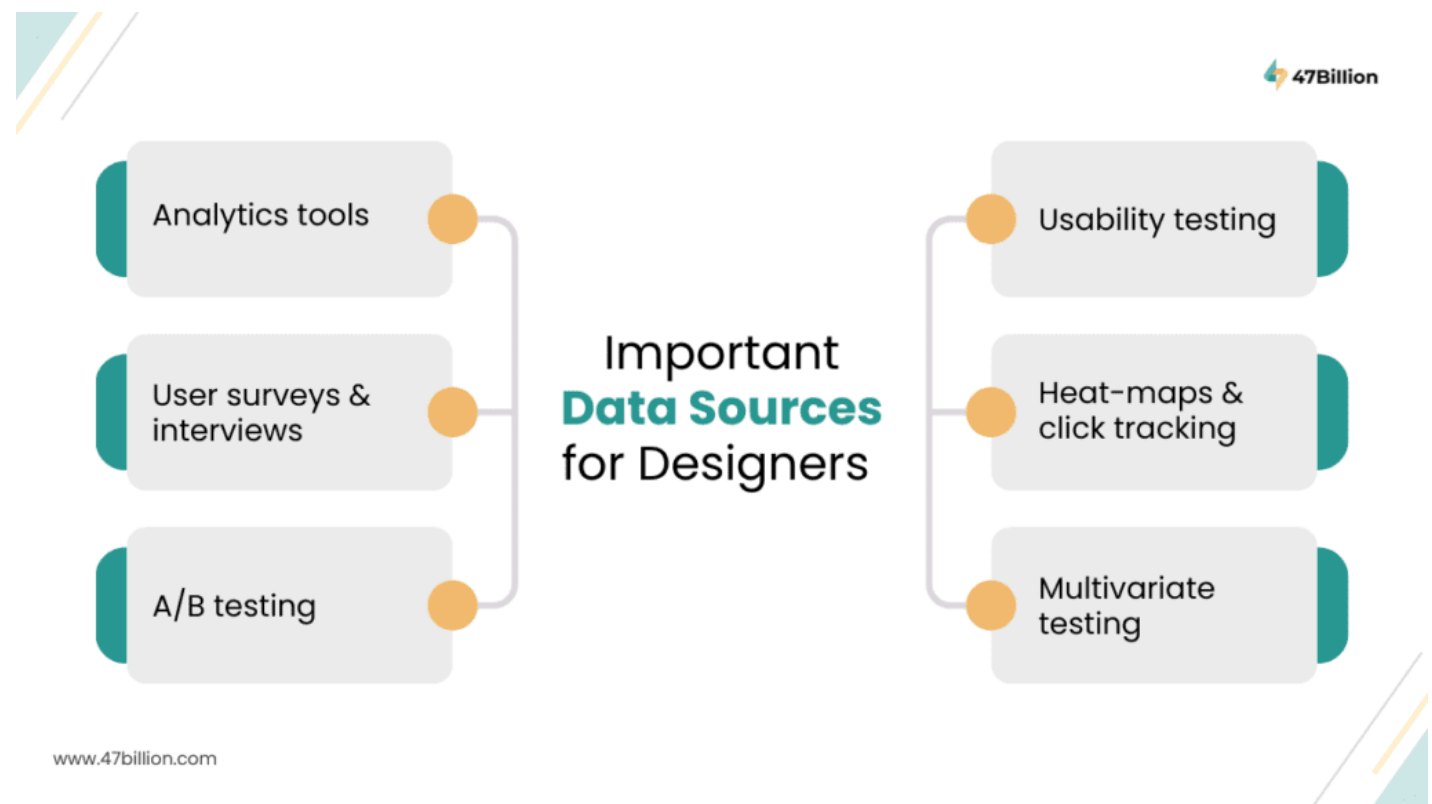 47Billion
Analytics tools
User surveys &
interviews
A/B testing
Important
Data Sources
for Designers
Usability testing
Heat-maps &
click tracking
Multivariate
testing
www.47billion.com